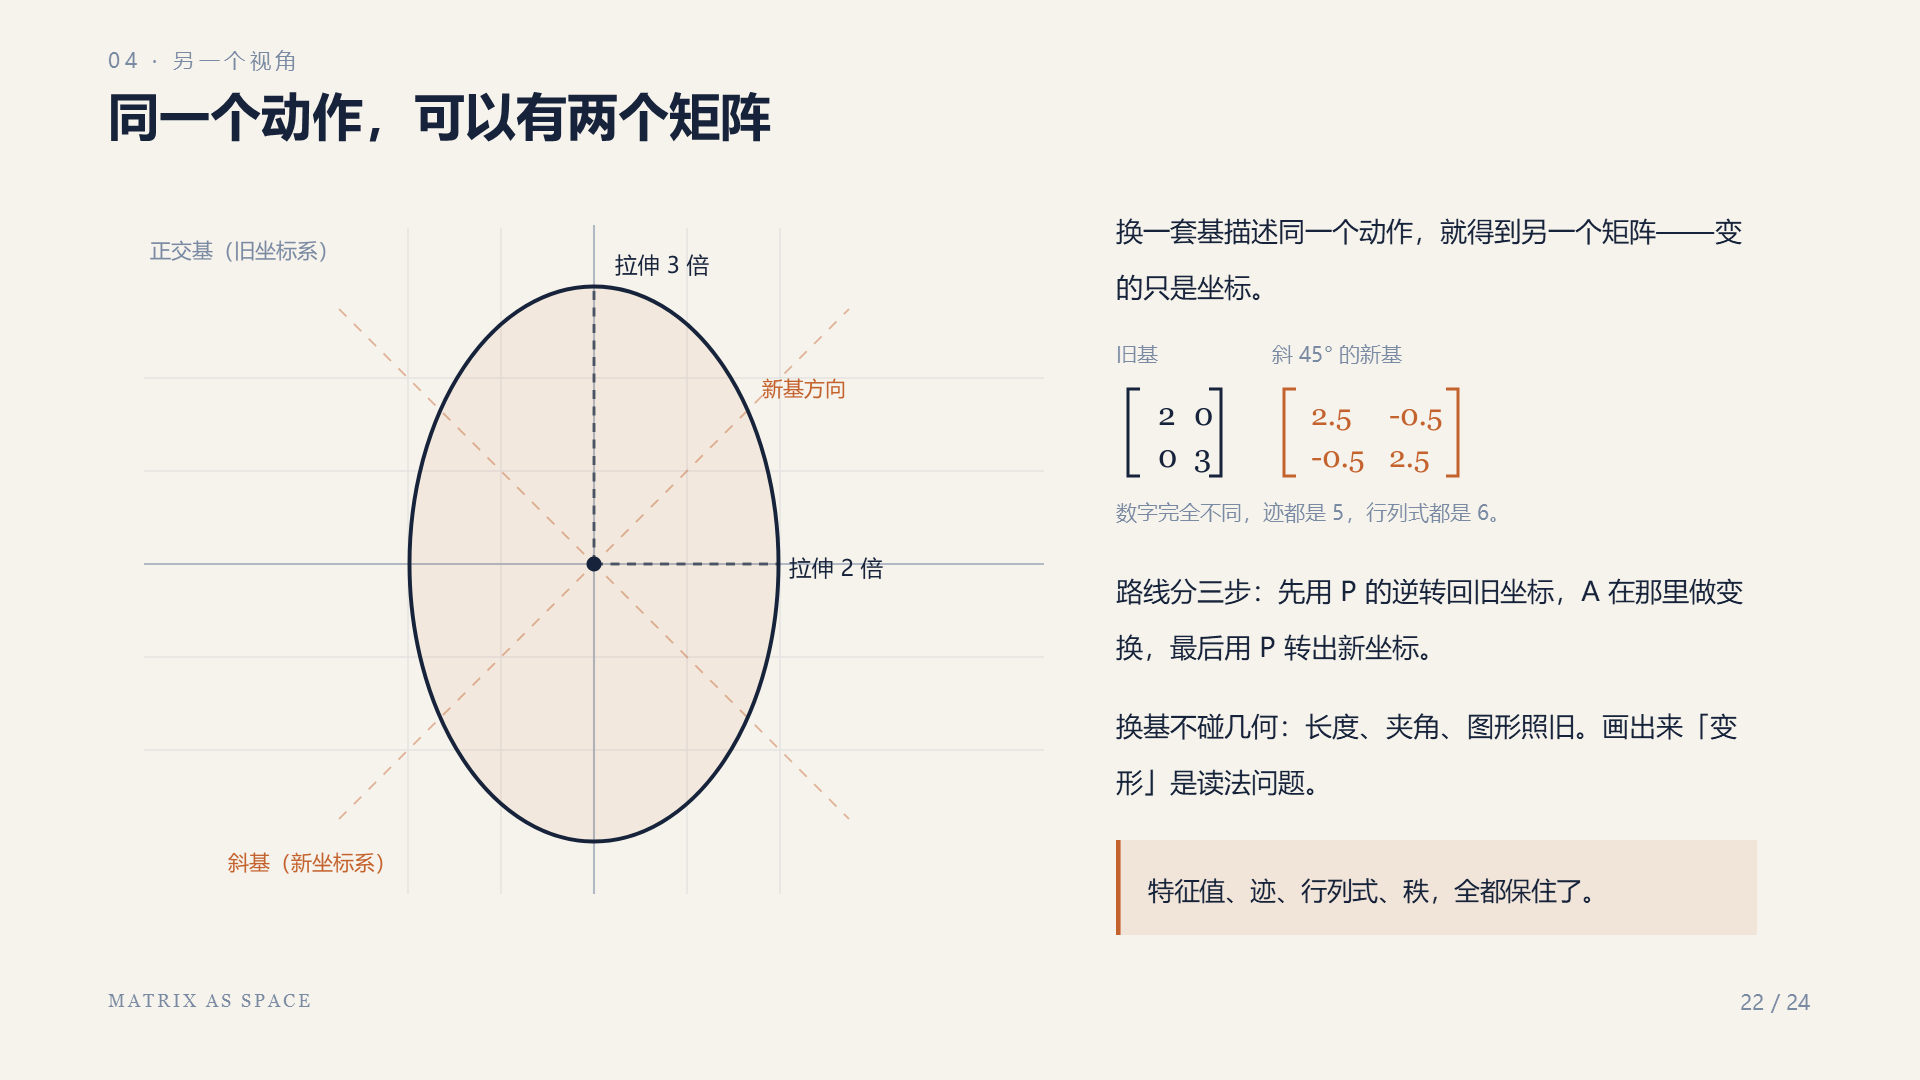 04 · 另一个视角
同一个动作，可以有两个矩阵
正交基（旧坐标系）
拉伸 3 倍
新基方向
拉伸 2 倍
斜基（新坐标系）
换一套基描述同一个动作，就得到另一个矩阵——变
的只是坐标。
旧基
斜 45° 的新基
2 0
0 3
2.5 -0.5
-0.5 2.5
数字完全不同，迹都是 5，行列式都是 6。
路线分三步：先用 P 的逆转回旧坐标，A 在那里做变
换，最后用 P 转出新坐标。
换基不碰几何：长度、夹角、图形照旧。画出来「变
形」是读法问题。
特征值、迹、行列式、秩，全都保住了。
MATRIX AS SPACE
22 / 24